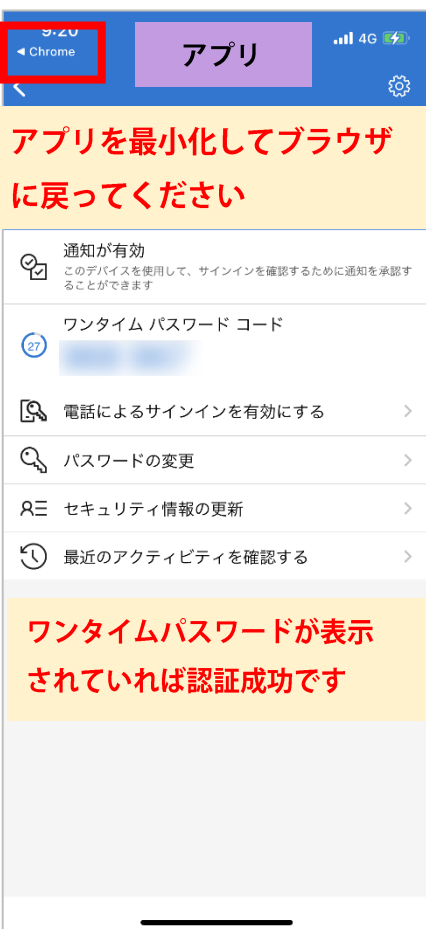 9:20
アプリ
4G
◀ Chrome
アプリを最小化してブラウザ
に戻ってください
通知が有効
このデバイスを使用して、サインインを確認するために通知を承認す
ることができます
ワンタイム パスワード コード
27
電話によるサインインを有効にする
パスワードの変更
セキュリティ情報の更新
最近のアクティビティを確認する
ワンタイムパスワードが表示
されていれば認証成功です